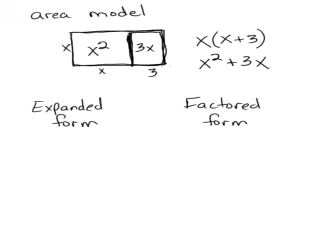 area model
x x² 3x
x 3
x(x+3)
x² + 3x
Expanded form
Factored form